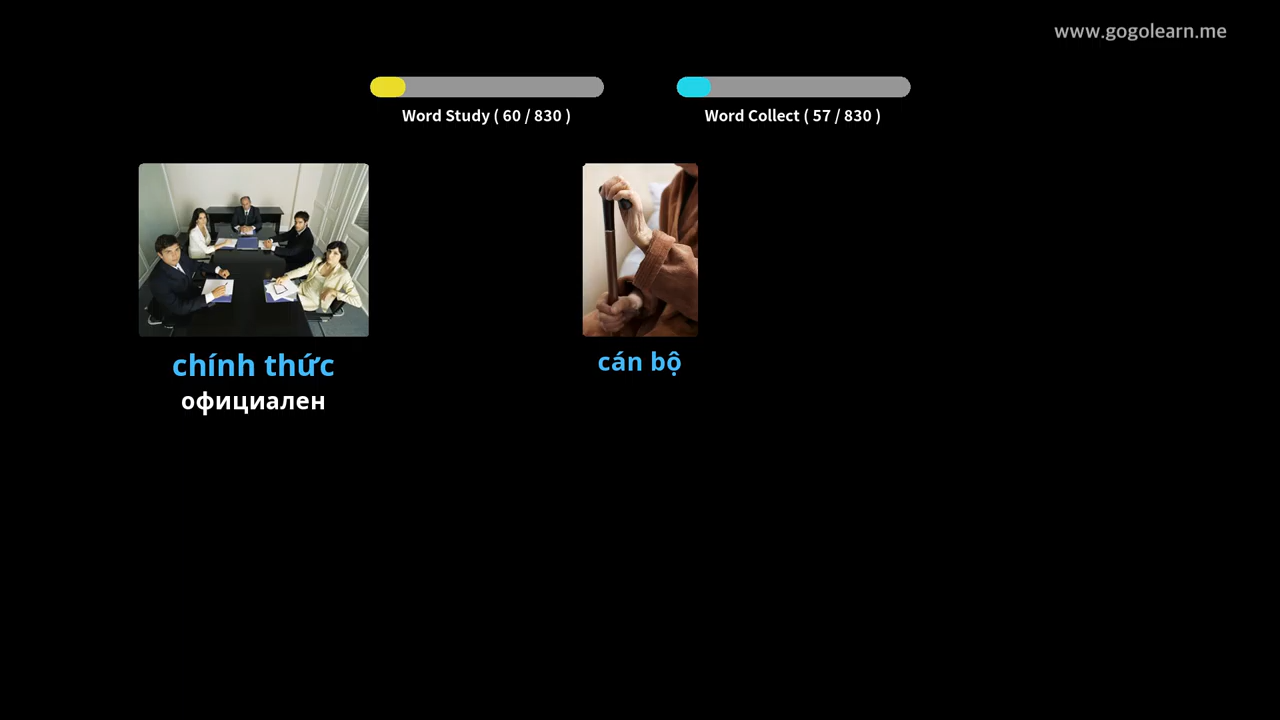 www.gogolearn.me
Word Study ( 60 / 830 )
Word Collect ( 57 / 830 )
chính thức
официален
cán bộ